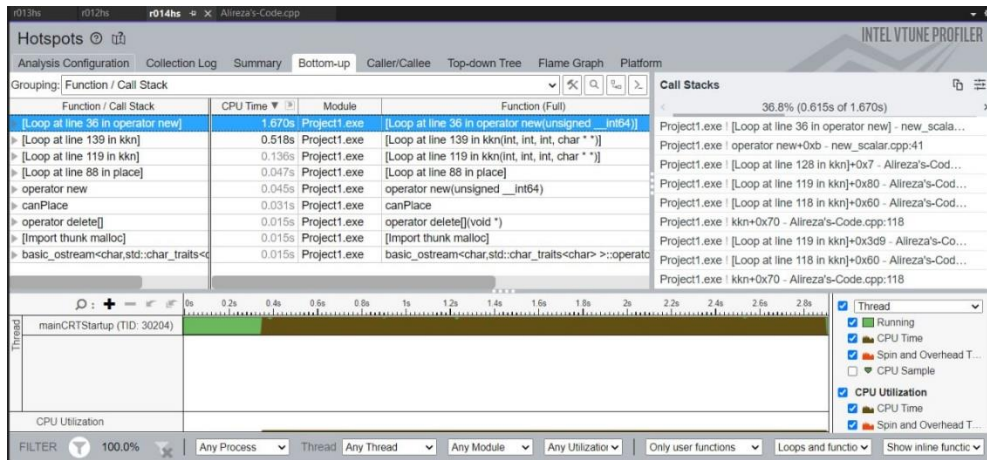 r013hs r012hs r014hs Alireza's-Code.cpp
Hotspots INTEL VTUNE PROFILER
Analysis Configuration Collection Log Summary Bottom-up Caller/Callee Top-down Tree Flame Graph Platform
Grouping: Function / Call Stack
Function / Call Stack CPU Time ▼ Module Function (Full)
[Loop at line 36 in operator new] 1.670s Project1.exe [Loop at line 36 in operator new(unsigned __int64)]
[Loop at line 139 in kkn] 0.518s Project1.exe [Loop at line 139 in kkn(int, int, int, char * *)]
[Loop at line 119 in kkn] 0.136s Project1.exe [Loop at line 119 in kkn(int, int, int, char * *)]
[Loop at line 88 in place] 0.047s Project1.exe [Loop at line 88 in place]
operator new 0.045s Project1.exe operator new(unsigned __int64)
canPlace 0.031s Project1.exe canPlace
operator delete[] 0.015s Project1.exe operator delete[](void *)
[Import thunk malloc] 0.015s Project1.exe [Import thunk malloc]
basic_ostream<char,std::char_traits<c 0.015s Project1.exe basic_ostream<char,std::char_traits<char> >::operato
Call Stacks
36.8% (0.615s of 1.670s)
Project1.exe ! [Loop at line 36 in operator new] - new_scala...
Project1.exe ! operator new+0xb - new_scalar.cpp:41
Project1.exe ! [Loop at line 128 in kkn]+0x7 - Alireza's-Cod...
Project1.exe ! [Loop at line 119 in kkn]+0x80 - Alireza's-Cod...
Project1.exe ! [Loop at line 118 in kkn]+0x60 - Alireza's-Cod...
Project1.exe ! kkn+0x70 - Alireza's-Code.cpp:118
Project1.exe ! [Loop at line 119 in kkn]+0x3d9 - Alireza's-Co...
Project1.exe ! [Loop at line 118 in kkn]+0x60 - Alireza's-Cod...
Project1.exe ! kkn+0x70 - Alireza's-Code.cpp:118
0s 0.2s 0.4s 0.6s 0.8s 1s 1.2s 1.4s 1.6s 1.8s 2s 2.2s 2.4s 2.6s 2.8s
Thread
mainCRTStartup (TID: 30204)
CPU Utilization
Thread
Running
CPU Time
Spin and Overhead T...
CPU Sample
CPU Utilization
CPU Time
Spin and Overhead T...
FILTER 100.0% Any Process Thread Any Thread Any Module Any Utilization Only user functions Loops and functio Show inline functic